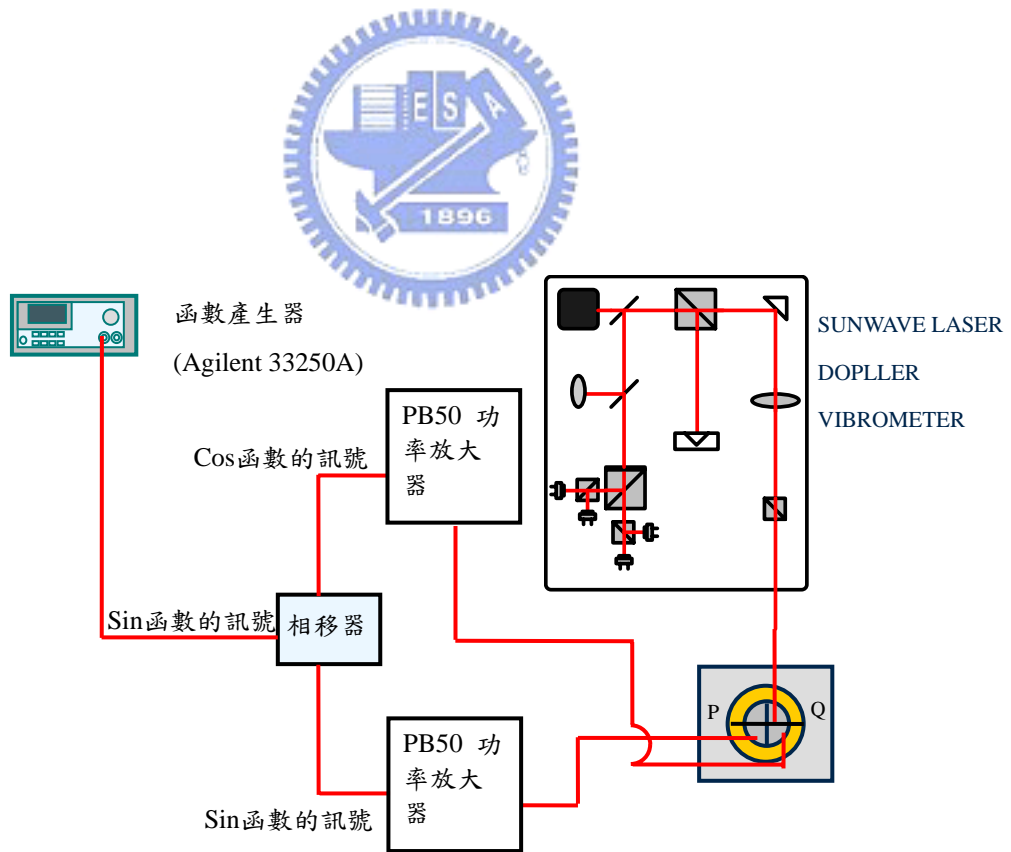 ESA
1896
函數產生器
(Agilent 33250A)
SUNWAVE LASER
DOPLLER
VIBROMETER
PB50 功
率放大
器
Cos函數的訊號
Sin函數的訊號
相移器
P
Q
PB50 功
率放大
器
Sin函數的訊號